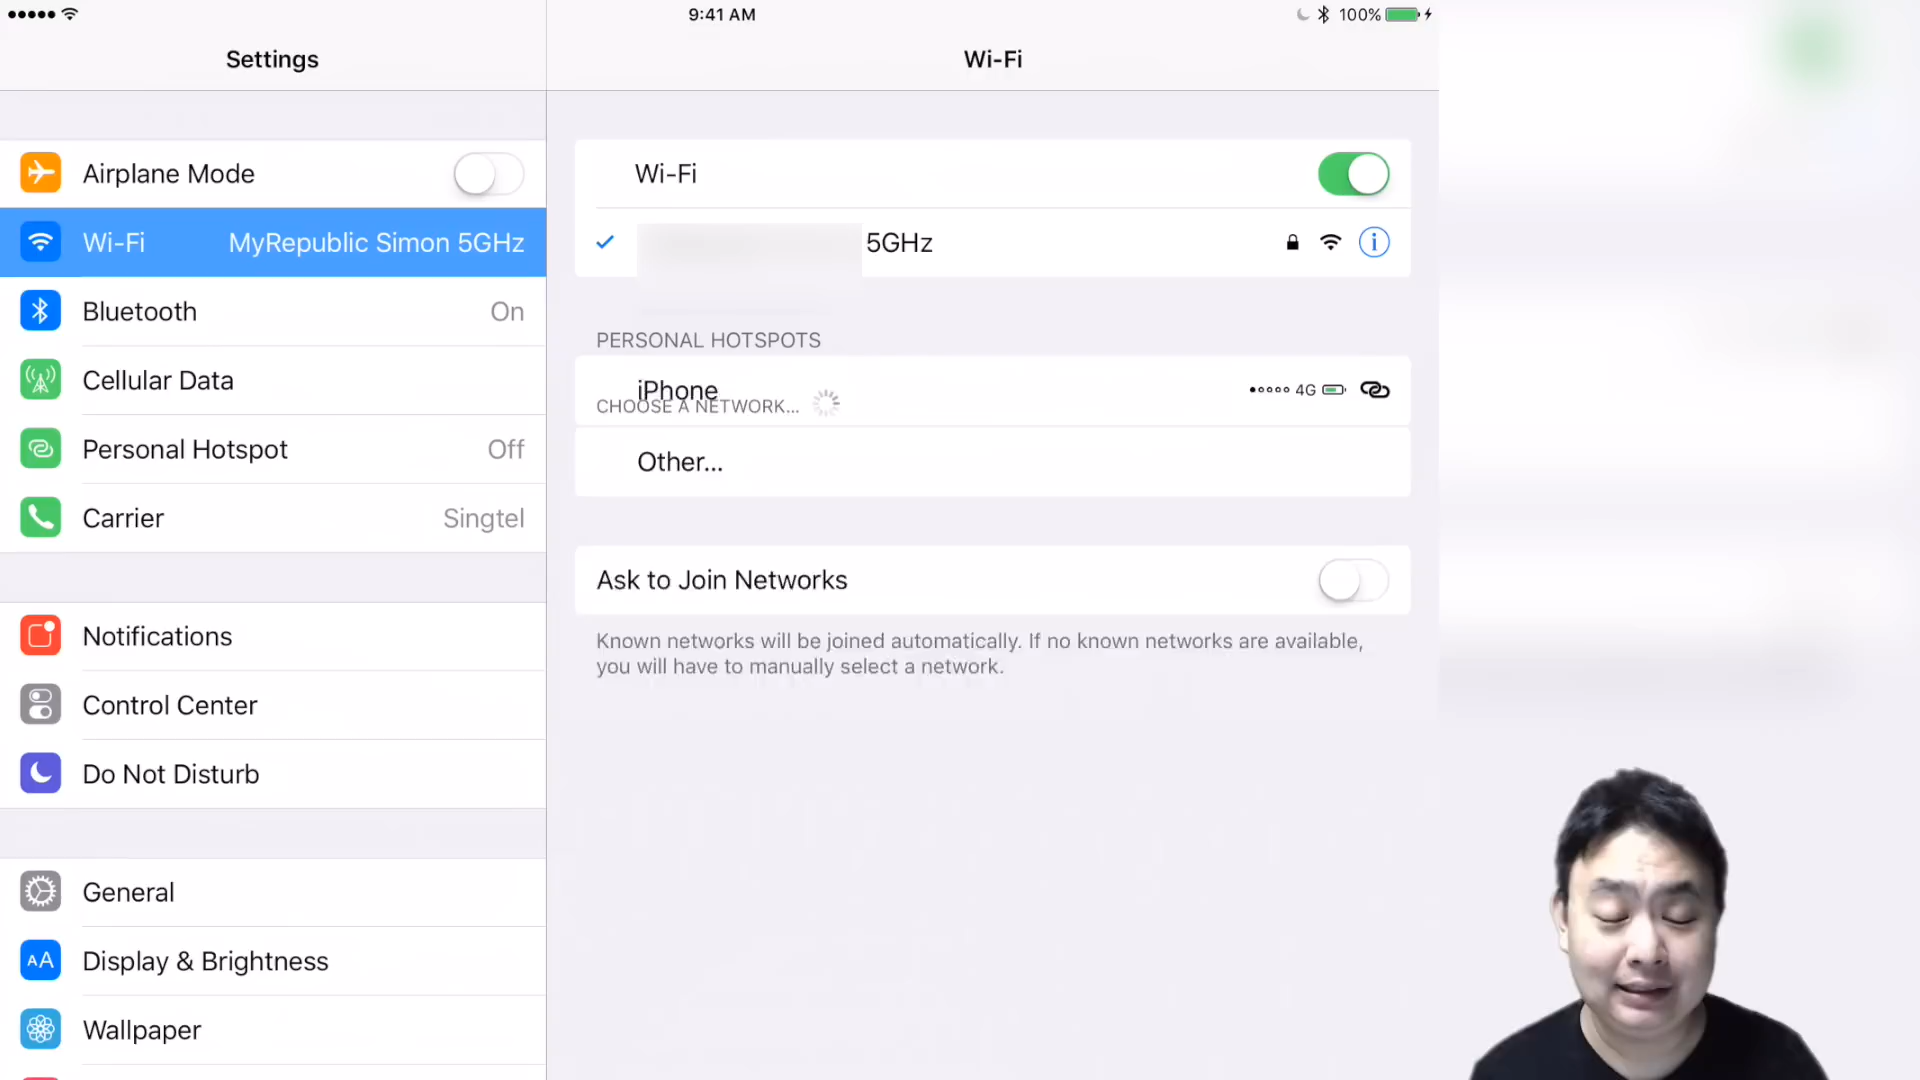 9:41 AM
100%
Settings
Wi-Fi
Airplane Mode
Wi-Fi MyRepublic Simon 5GHz
Bluetooth On
Cellular Data
Personal Hotspot Off
Carrier Singtel
Notifications
Control Center
Do Not Disturb
General
AA Display & Brightness
Wallpaper
Wi-Fi
5GHz
PERSONAL HOTSPOTS
iPhone 4G
CHOOSE A NETWORK...
Other...
Ask to Join Networks
Known networks will be joined automatically. If no known networks are available,
you will have to manually select a network.